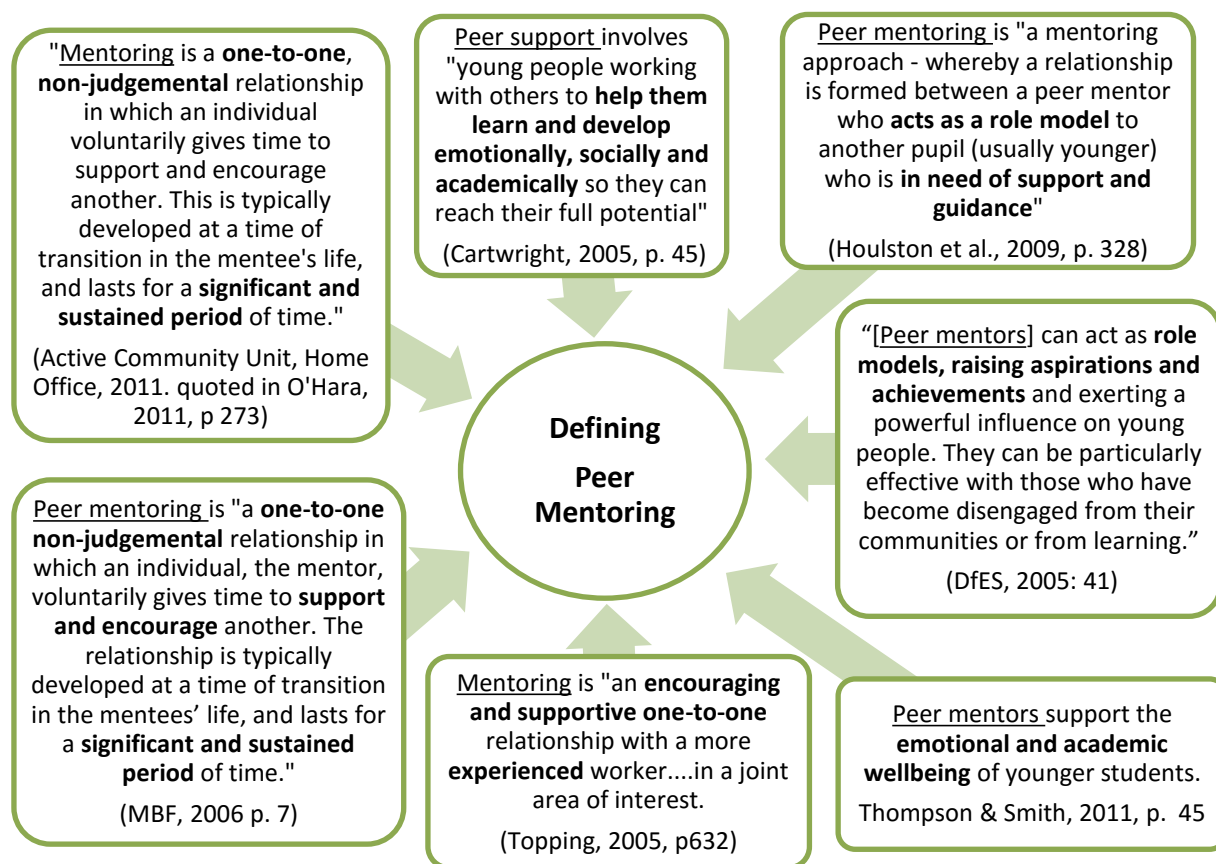 "Mentoring is a one-to-one,
non-judgemental relationship
in which an individual
voluntarily gives time to
support and encourage
another. This is typically
developed at a time of
transition in the mentee's life,
and lasts for a significant and
sustained period of time."
(Active Community Unit, Home
Office, 2011. quoted in O'Hara,
2011, p 273)
Peer support involves
"young people working
with others to help them
learn and develop
emotionally, socially and
academically so they can
reach their full potential"
(Cartwright, 2005, p. 45)
Peer mentoring is "a mentoring
approach - whereby a relationship
is formed between a peer mentor
who acts as a role model to
another pupil (usually younger)
who is in need of support and
guidance"
(Houlston et al., 2009, p. 328)
“[Peer mentors] can act as role
models, raising aspirations and
achievements and exerting a
powerful influence on young
people. They can be particularly
effective with those who have
become disengaged from their
communities or from learning.”
(DfES, 2005: 41)
Defining
Peer
Mentoring
Peer mentoring is "a one-to-one
non-judgemental relationship in
which an individual, the mentor,
voluntarily gives time to support
and encourage another. The
relationship is typically
developed at a time of transition
in the mentees’ life, and lasts for
a significant and sustained
period of time."
(MBF, 2006 p. 7)
Mentoring is "an encouraging
and supportive one-to-one
relationship with a more
experienced worker....in a joint
area of interest.
(Topping, 2005, p632)
Peer mentors support the
emotional and academic
wellbeing of younger students.
Thompson & Smith, 2011, p. 45